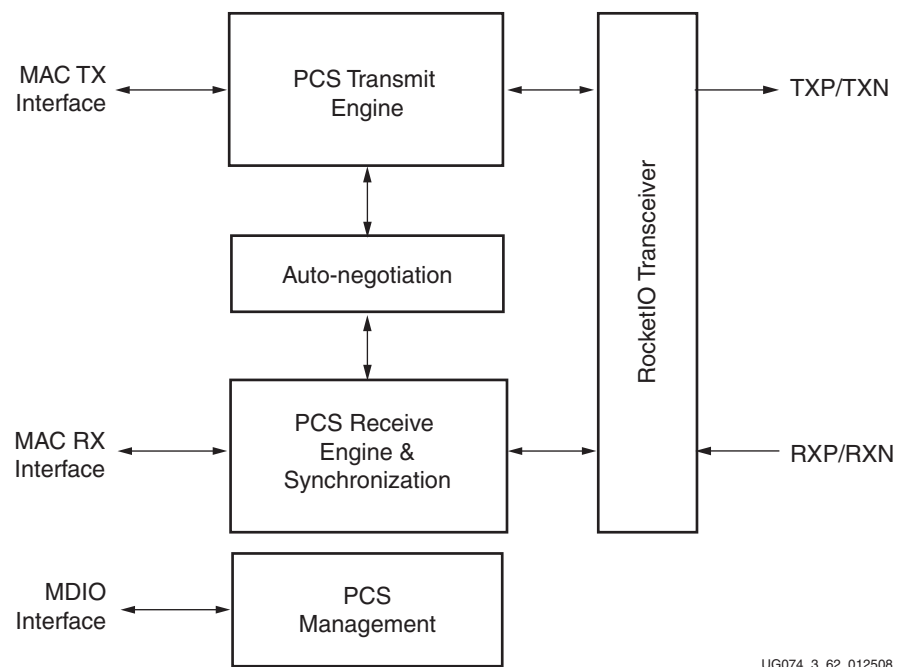 MAC TX
Interface
PCS Transmit
Engine
TXP/TXN
Auto-negotiation
RocketIO Transceiver
MAC RX
Interface
PCS Receive
Engine &
Synchronization
RXP/RXN
MDIO
Interface
PCS
Management
UG074_3_62_012508